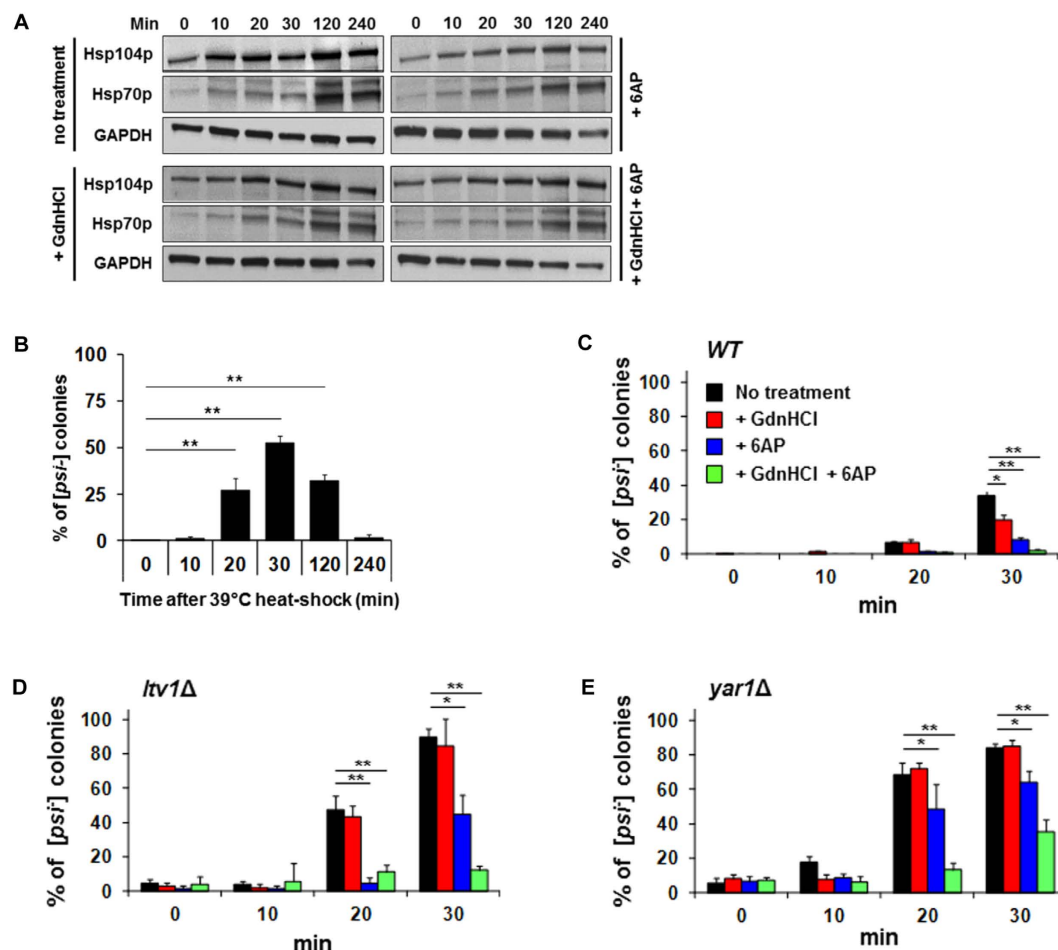 A
Min 0 10 20 30 120 240 0 10 20 30 120 240
no treatment
Hsp104p
Hsp70p
GAPDH
+ 6AP
+ GdnHCl
Hsp104p
Hsp70p
GAPDH
+ GdnHCl + 6AP
B
% of [psi-] colonies
100
75
50
25
0
** 
**
**
0 10 20 30 120 240
Time after 39°C heat-shock (min)
C
WT
% of [psi-] colonies
100
80
60
40
20
0
No treatment
+ GdnHCl
+ 6AP
+ GdnHCl + 6AP
**
**
*
0 10 20 30
min
D
ltv1Δ
% of [psi-] colonies
100
80
60
40
20
0
**
**
**
*
0 10 20 30
min
E
yar1Δ
% of [psi-] colonies
100
80
60
40
20
0
**
*
**
*
0 10 20 30
min